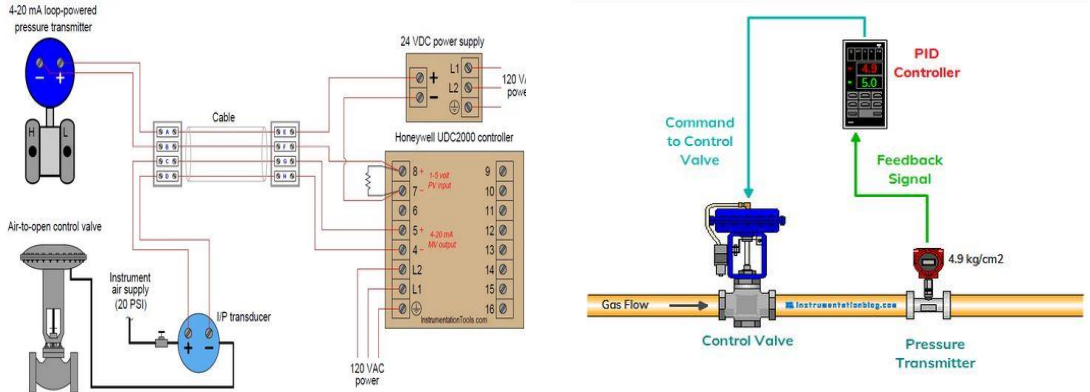 4-20 mA loop-powered
pressure transmitter
- +
H L
24 VDC power supply
+ L1
- L2
120 VA
powe
Cable
A E
B F
C G
D H
Honeywell UDC2000 controller
8 + 1-5 volt 9
7 - PV input 10
6 11
5 + 4-20 mA 12
4 - MV output 13
L2 14
L1 15
16
InstrumentationTools.com
Air-to-open control valve
Instrument
air supply
(20 PSI)
I/P transducer
+ -
120 VAC
power
PID
Controller
4.9
5.0
Command
to Control
Valve
Feedback
Signal
4.9 kg/cm2
Gas Flow
Instrumentationblog.com
Control Valve
Pressure
Transmitter